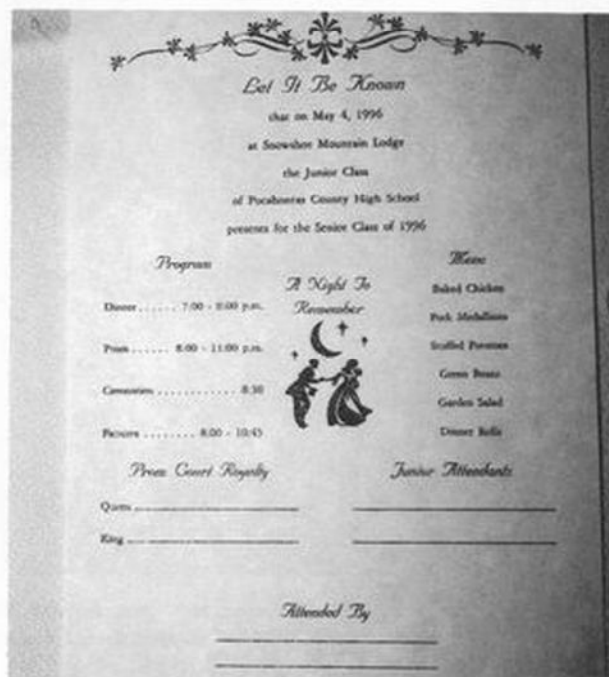 Let It Be Known
that on May 4, 1996
at Snowshoe Mountain Lodge
the Junior Class
of Pocahontas County High School
presents for the Senior Class of 1996
Program
Dinner ...... 7:00 - 8:00 p.m.
Prom ...... 8:00 - 11:00 p.m.
Coronation ............ 8:30
Pictures ........ 8:00 - 10:45
A Night To
Remember
Menu
Baked Chicken
Pork Medallions
Stuffed Potatoes
Green Beans
Garden Salad
Dinner Rolls
Prom Court Royalty
Queen
King
Junior Attendants
Attended By